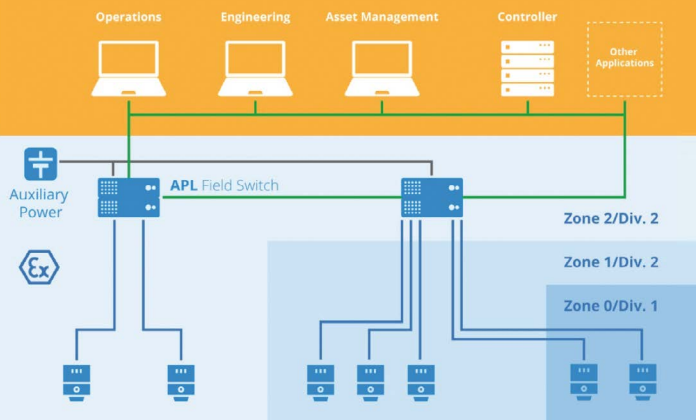 Operations
Engineering
Asset Management
Controller
Other
Applications
Auxiliary
Power
APL Field Switch
Zone 2/Div. 2
Zone 1/Div. 2
Zone 0/Div. 1
Ex